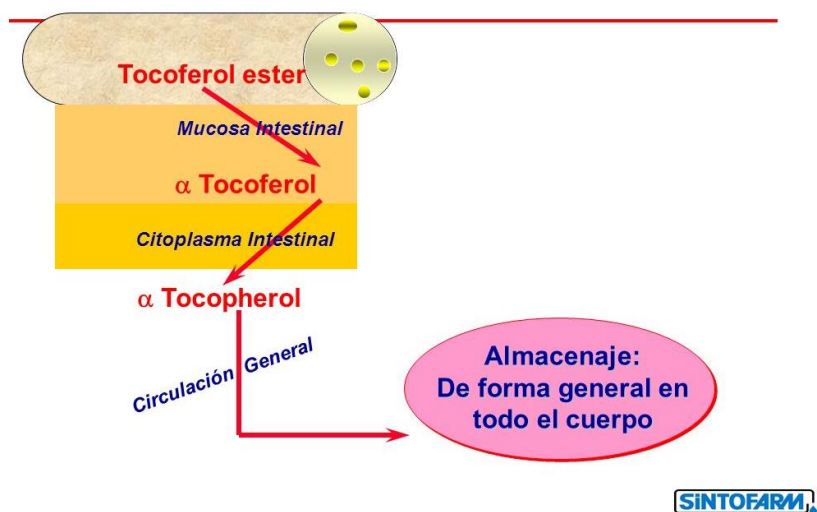 Tocoferol ester
Mucosa Intestinal
α Tocoferol
Citoplasma Intestinal
α Tocopherol
Circulación General
Almacenaje:
De forma general en
todo el cuerpo
SiNTOFARM